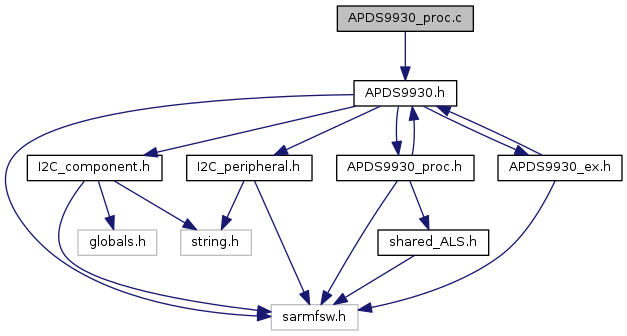 APDS9930_proc.c
APDS9930.h
I2C_component.h
I2C_peripheral.h
APDS9930_proc.h
APDS9930_ex.h
globals.h
string.h
shared_ALS.h
sarmfsw.h